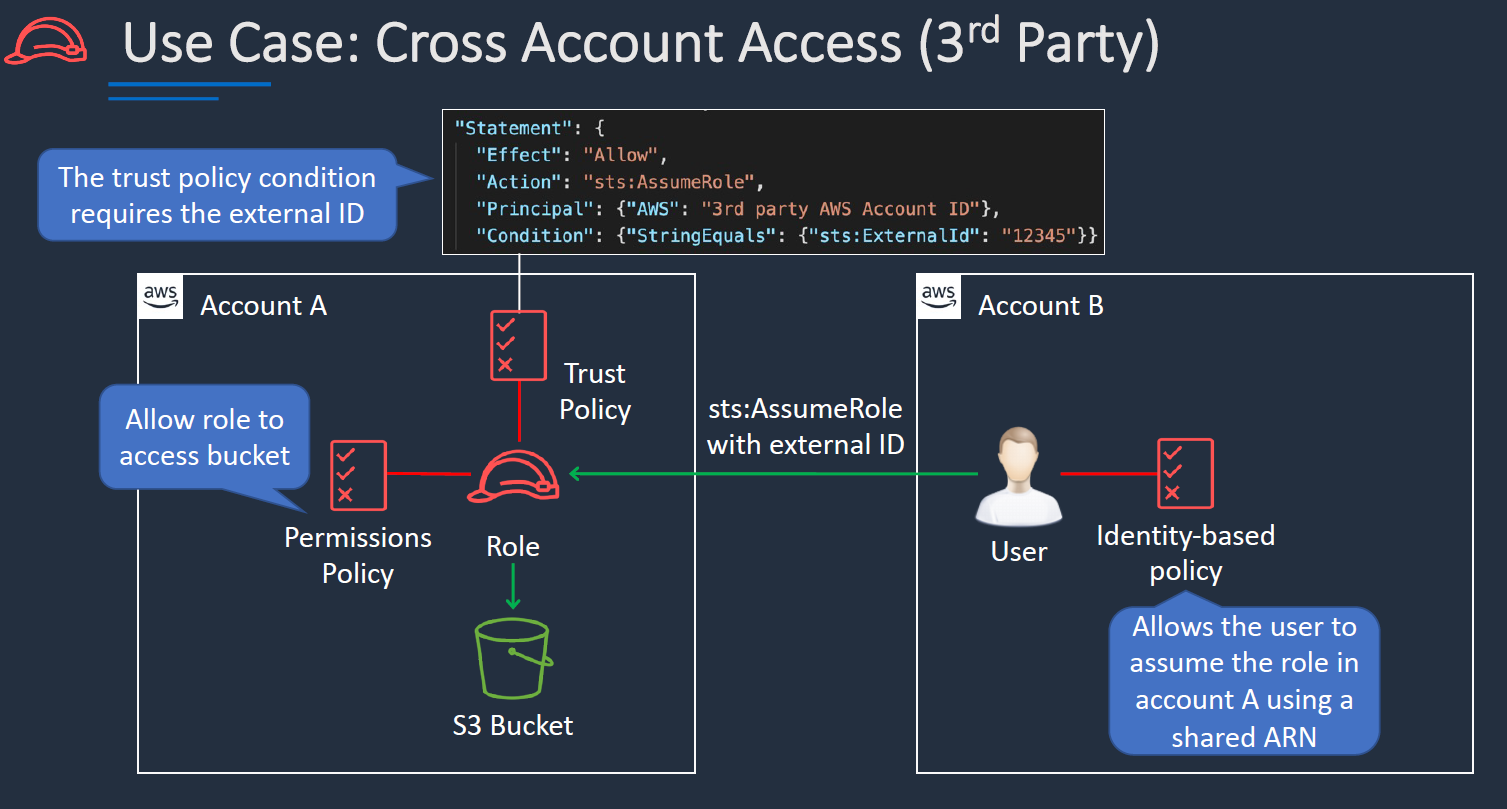 Use Case: Cross Account Access (3rd Party)
"Statement": {
"Effect": "Allow",
"Action": "sts:AssumeRole",
"Principal": {"AWS": "3rd party AWS Account ID"},
"Condition": {"StringEquals": {"sts:ExternalId": "12345"}}
The trust policy condition
requires the external ID
aws
Account A
Trust
Policy
Allow role to
access bucket
Permissions
Policy
Role
S3 Bucket
sts:AssumeRole
with external ID
aws
Account B
User
Identity-based
policy
Allows the user to
assume the role in
account A using a
shared ARN